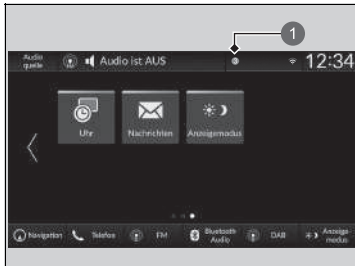 1
Audio
quelle
Audio ist AUS
12:34
Uhr
Nachrichten
Anzeigemodus
Navigation
Telefon
FM
Bluetooth
Audio
DAB
Anzeige-
modus